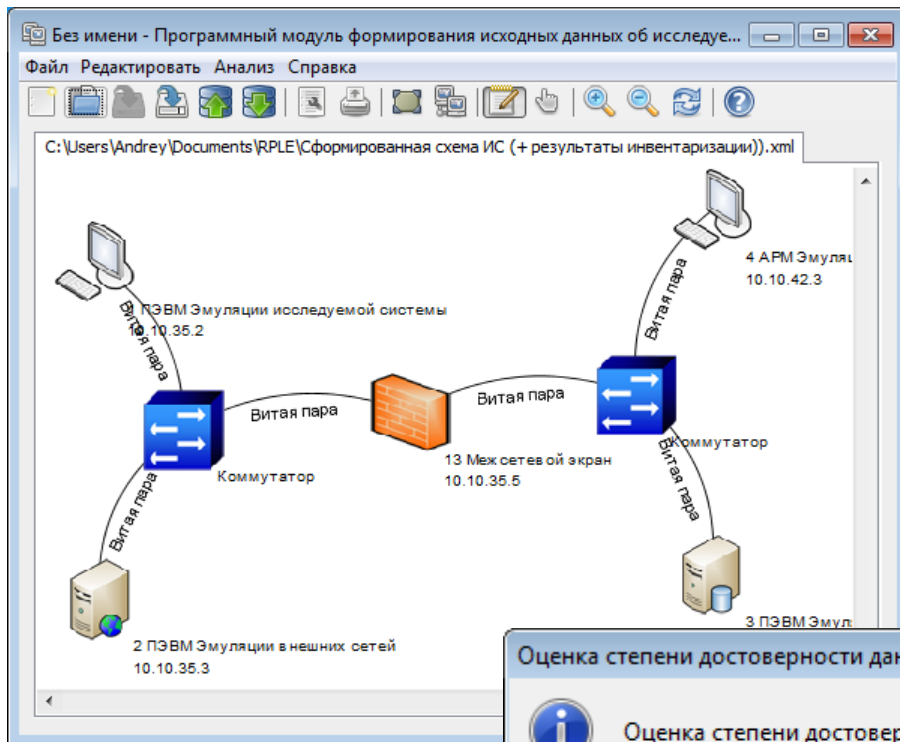 Без имени - Программный модуль формирования исходных данных об исследуе...
Файл Редактировать Анализ Справка
C:\Users\Andrey\Documents\RPLE\Сформированная схема ИС (+ результаты инвентаризации)).xml
4 АРМ Эмуляц
10.10.42.3
Витая пара
1 ПЭВМ Эмуляции исследуемой системы
10.10.35.2
Витая пара
Витая пара
Витая пара
Коммутатор
13 Межсетевой экран
10.10.35.5
Коммутатор
Витая пара
Витая пара
2 ПЭВМ Эмуляции внешних сетей
10.10.35.3
3 ПЭВМ Эмул
Оценка степени достоверности дан
Оценка степени достовер